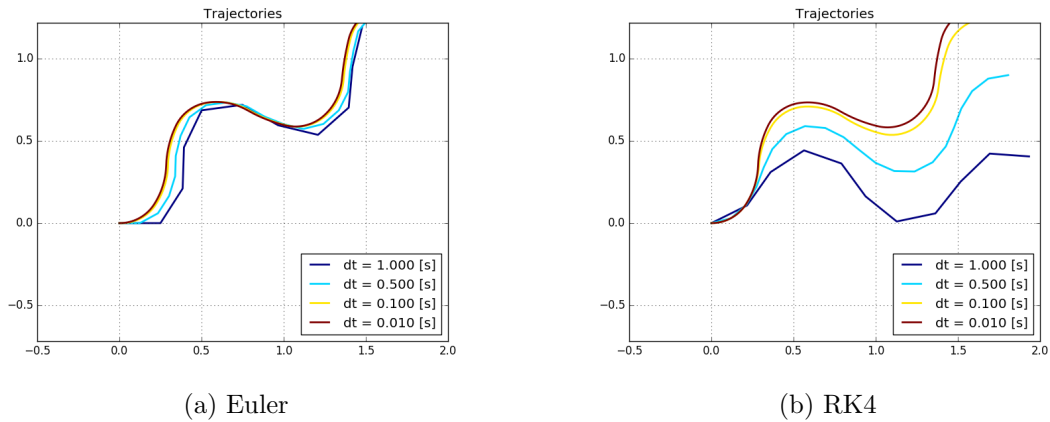 Trajectories
1.0
0.5
0.0
−0.5
−0.5 0.0 0.5 1.0 1.5 2.0
dt = 1.000 [s]
dt = 0.500 [s]
dt = 0.100 [s]
dt = 0.010 [s]
(a) Euler
Trajectories
1.0
0.5
0.0
−0.5
−0.5 0.0 0.5 1.0 1.5 2.0
dt = 1.000 [s]
dt = 0.500 [s]
dt = 0.100 [s]
dt = 0.010 [s]
(b) RK4